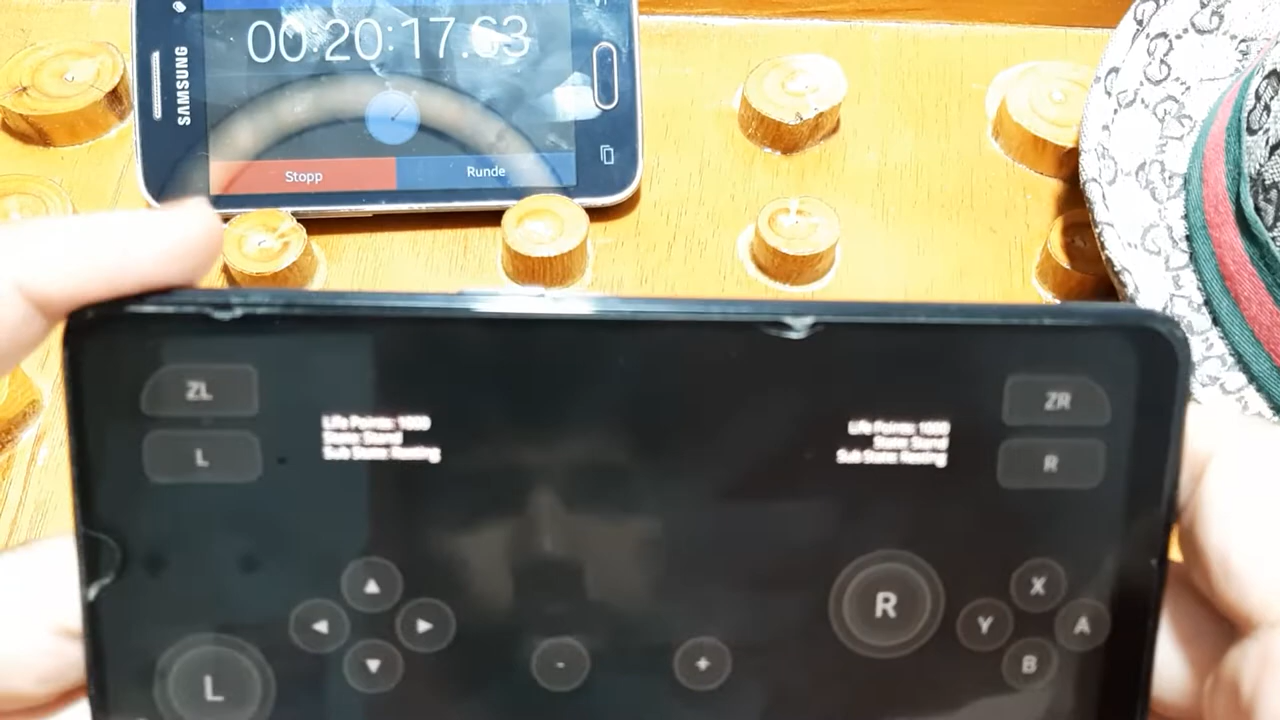 SAMSUNG
00:20:17.63
Stopp
Runde
ZL
L
Life Points: 1000
State: Stand
Sub State: Resting
Life Points: 1000
State: Stand
Sub State: Resting
ZR
R
R
X
Y
A
B
-
+
L